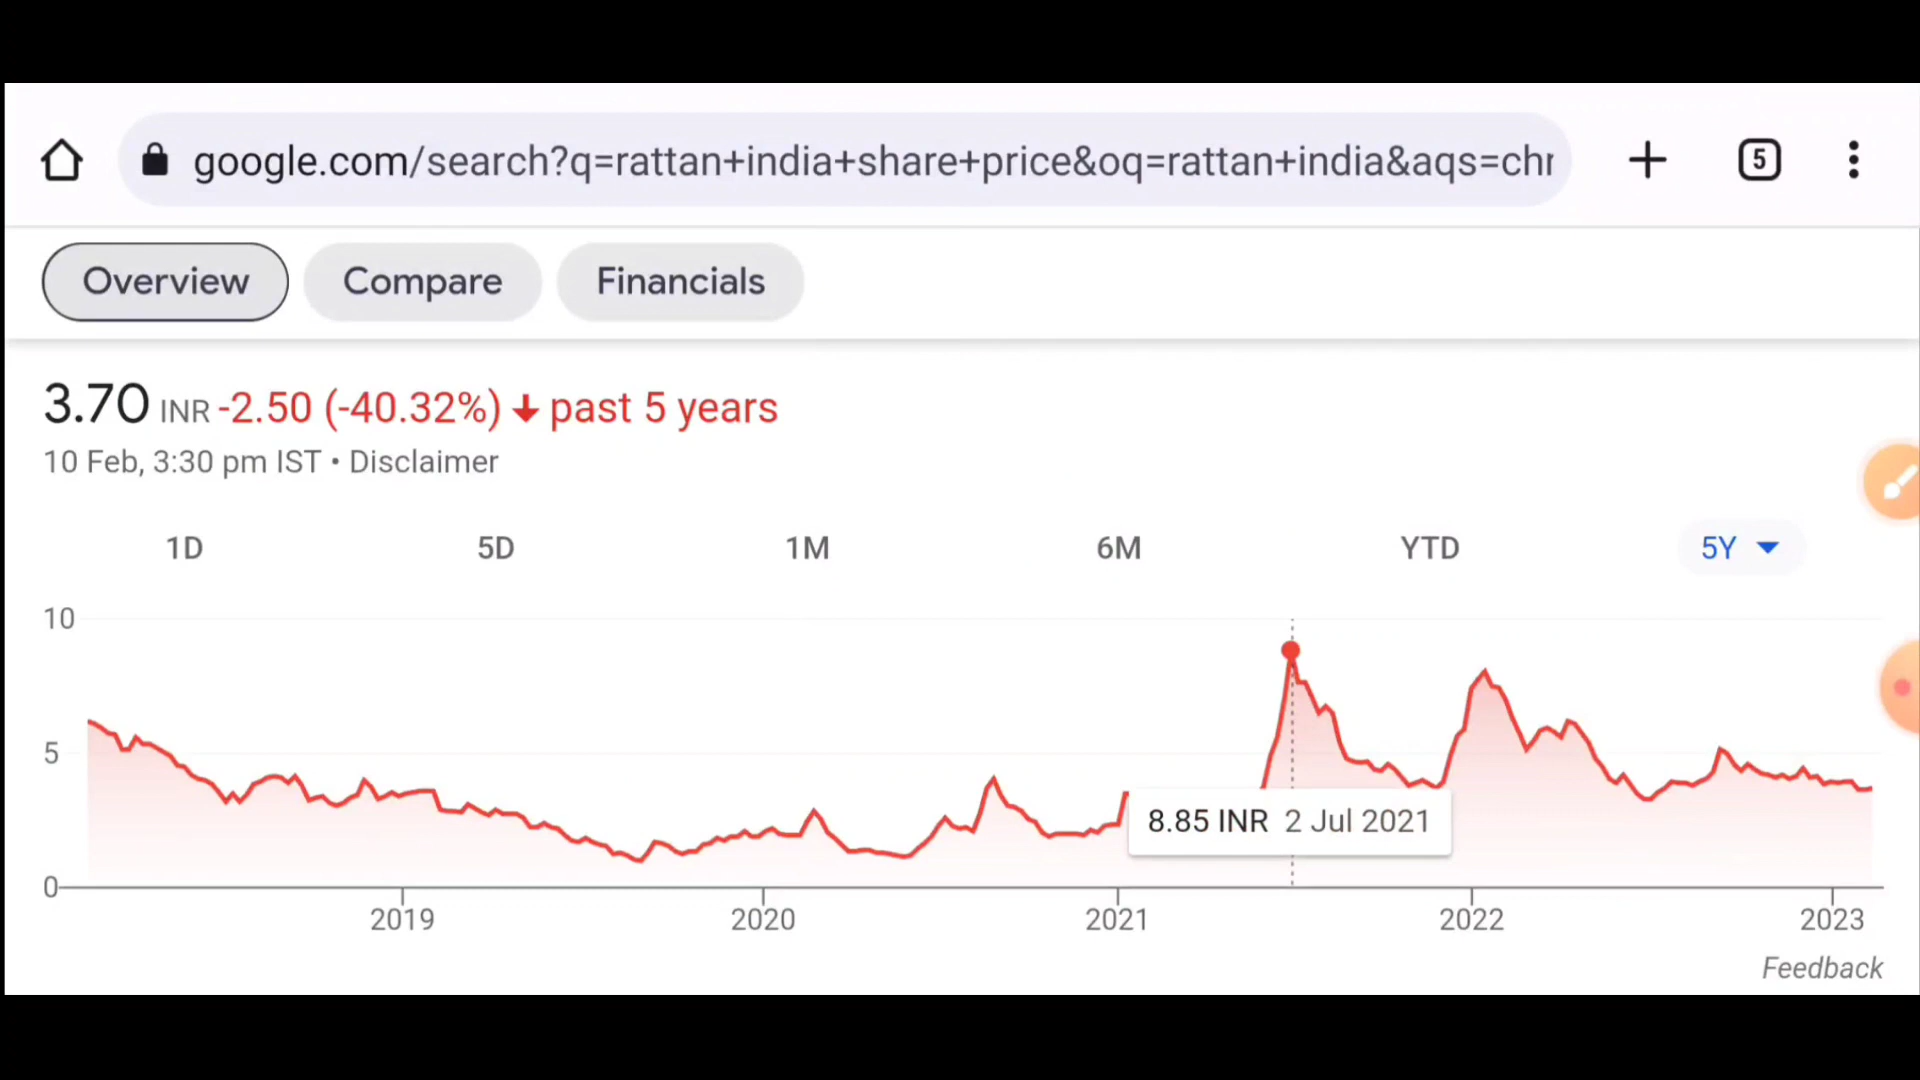 google.com/search?q=rattan+india+share+price&oq=rattan+india&aqs=chr
5
Overview Compare Financials
3.70 INR -2.50 (-40.32%) ↓ past 5 years
10 Feb, 3:30 pm IST • Disclaimer
1D 5D 1M 6M YTD 5Y
10
5
8.85 INR 2 Jul 2021
0
2019 2020 2021 2022 2023
Feedback